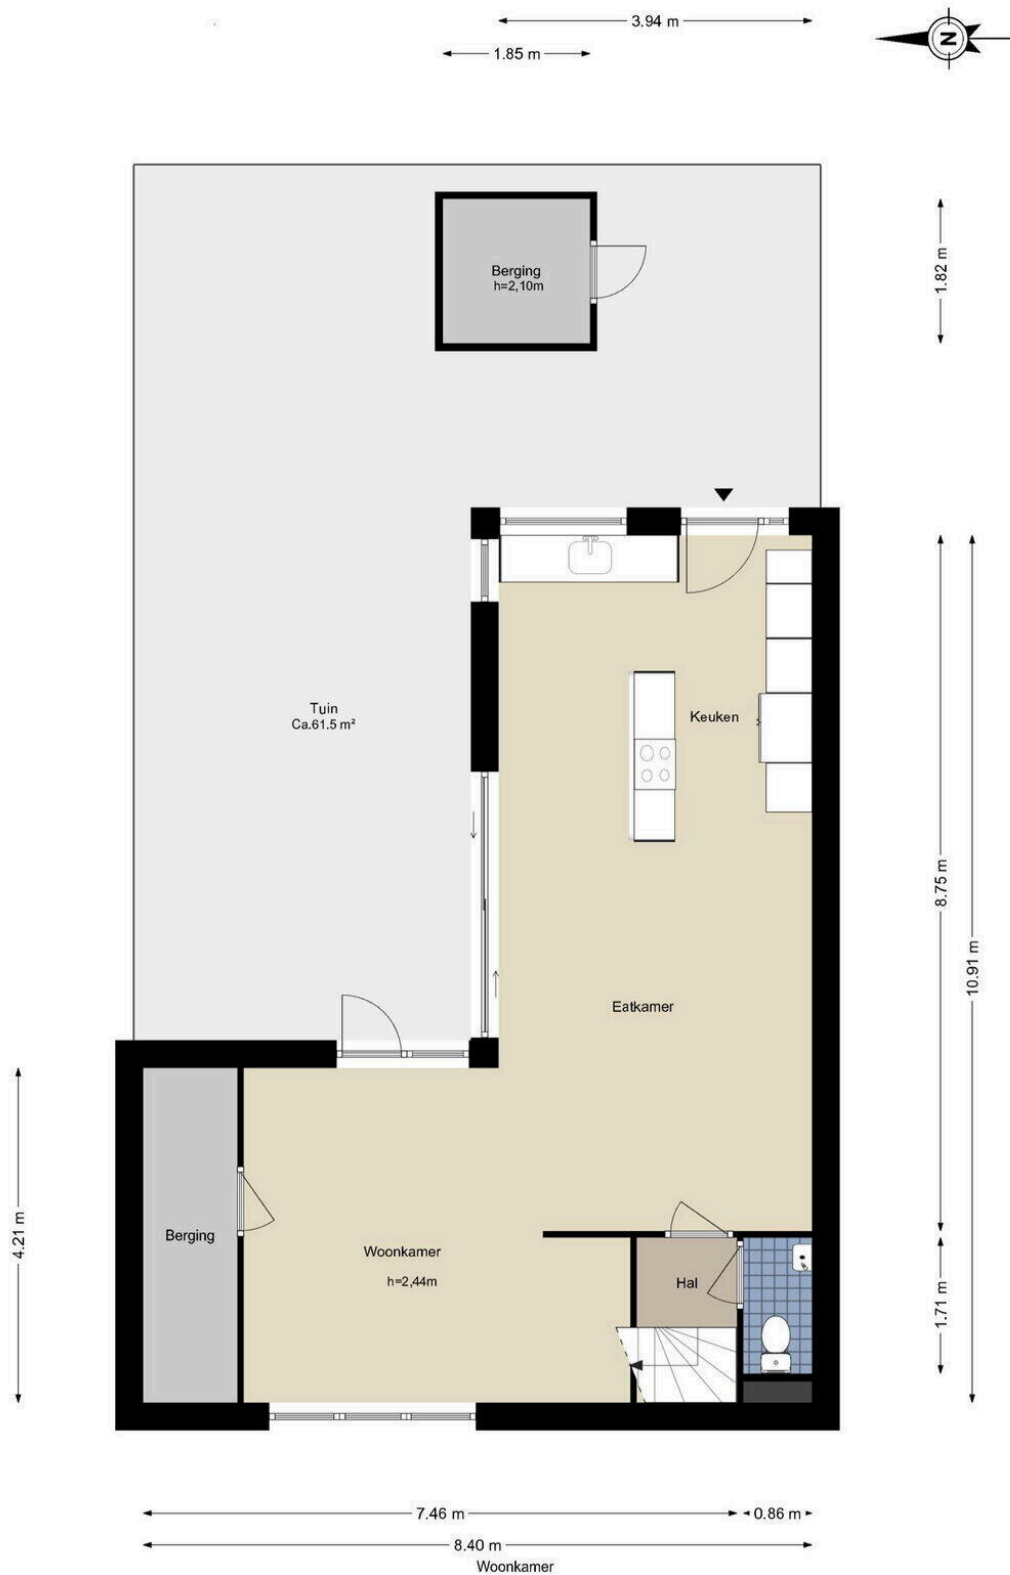 3.94 m
1.85 m
N
Berging
h=2,10m
1.82 m
Tuin
Ca.61.5 m²
Keuken
8.75 m
10.91 m
Eatkamer
4.21 m
Berging
Woonkamer
h=2,44m
Hal
1.71 m
7.46 m
0.86 m
8.40 m
Woonkamer